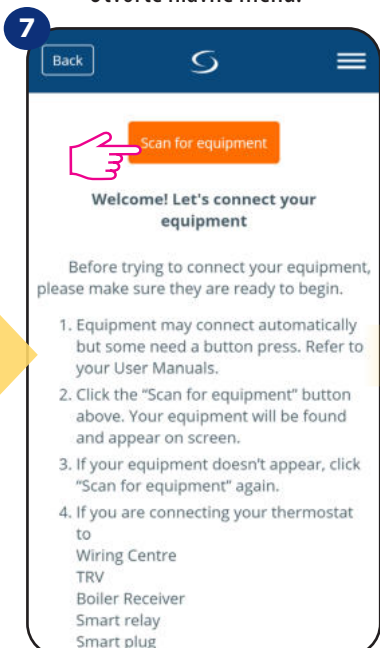 otvorte hlavné menu.
7
Back
Scan for equipment
Welcome! Let's connect your
equipment
Before trying to connect your equipment,
please make sure they are ready to begin.
1. Equipment may connect automatically
but some need a button press. Refer to
your User Manuals.
2. Click the “Scan for equipment” button
above. Your equipment will be found
and appear on screen.
3. If your equipment doesn't appear, click
“Scan for equipment” again.
4. If you are connecting your thermostat
to
Wiring Centre
TRV
Boiler Receiver
Smart relay
Smart plug